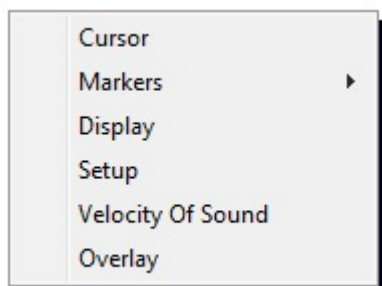 Cursor
Markers
Display
Setup
Velocity Of Sound
Overlay